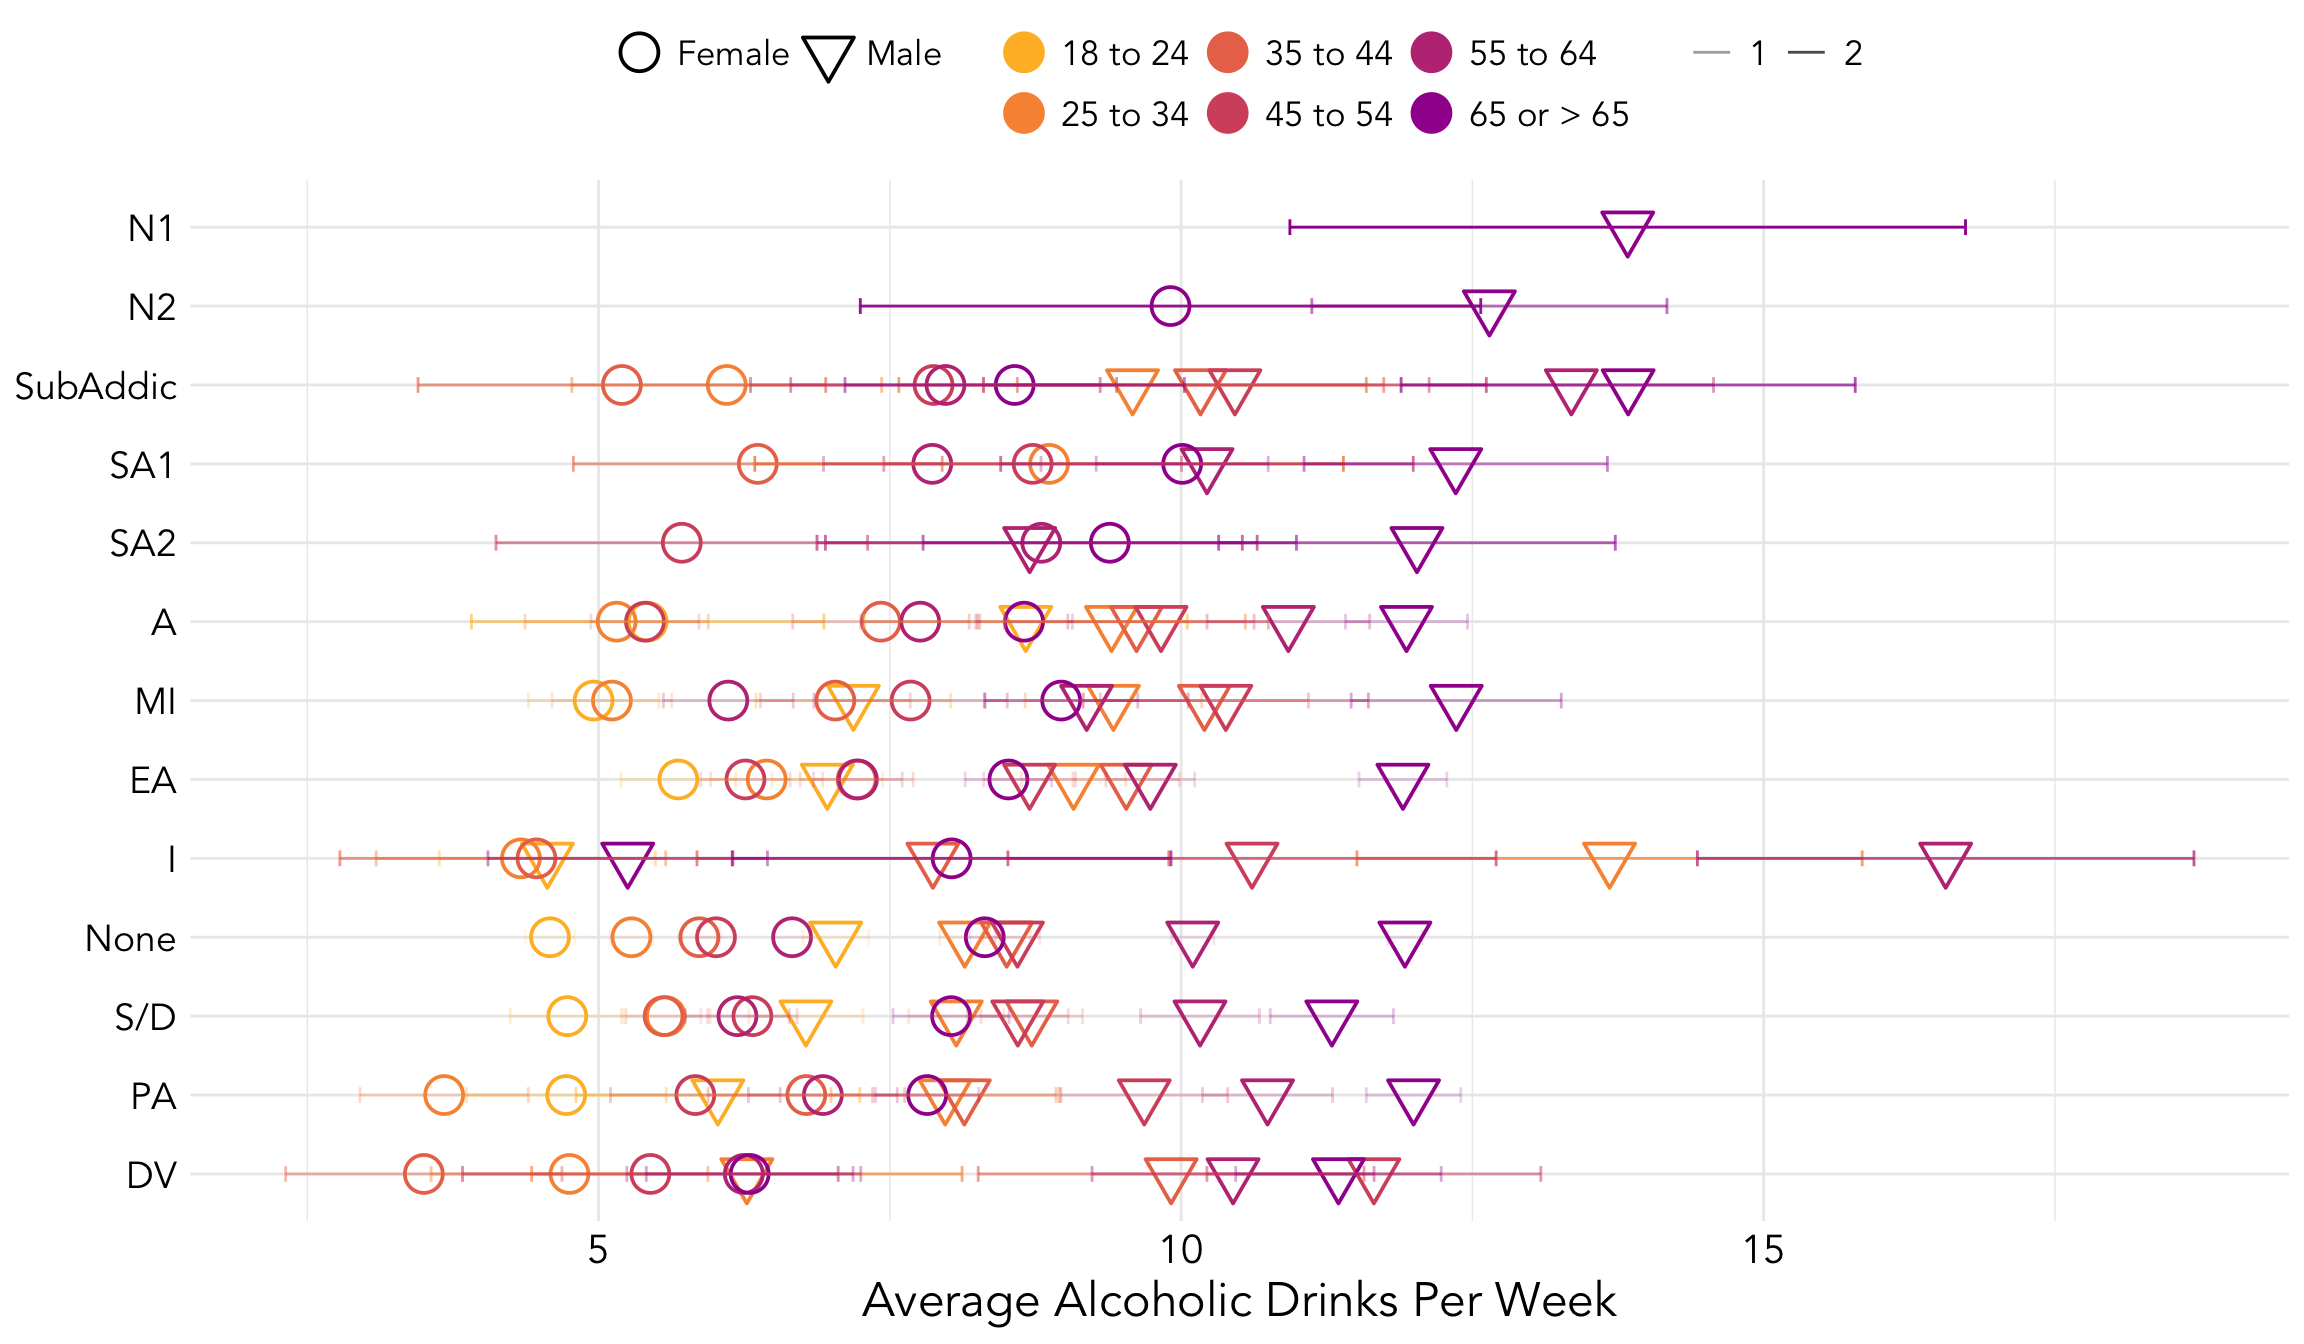 Female Male 18 to 24 35 to 44 55 to 64 1 2
25 to 34 45 to 54 65 or > 65
N1
N2
SubAddic
SA1
SA2
A
MI
EA
I
None
S/D
PA
DV
5 10 15
Average Alcoholic Drinks Per Week